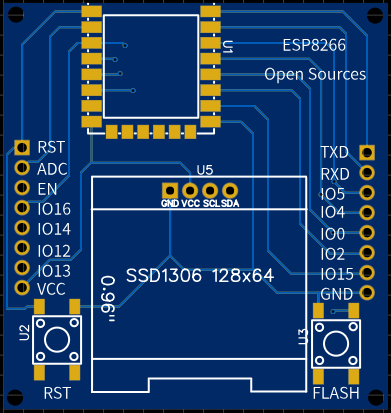 U1
ESP8266
Open Sources
RST
ADC
EN
IO16
IO14
IO12
IO13
VCC
TXD
RXD
IO5
IO4
IO0
IO2
IO15
GND
U5
GND VCC SCL SDA
SSD1306 128x64
0.96"
U2
RST
U3
FLASH